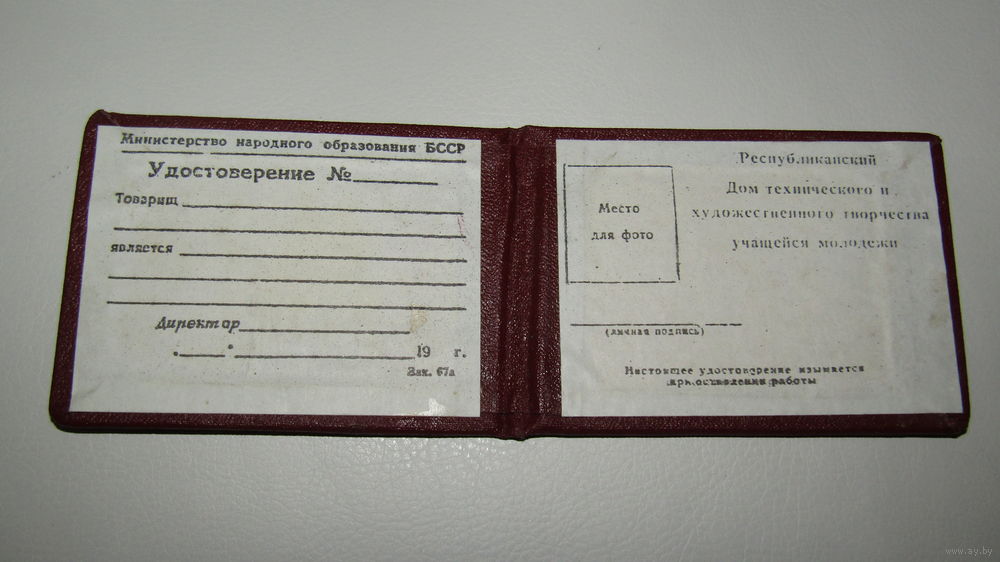 Министерство народного образования БССР
Удостоверение №
Товарищ
является
Директор
19 г.
Зак. 67а
Республиканский
Дом технического и
художественного творчества
учащейся молодежи
Место
для фото
(личная подпись)
Настоящее удостоверение изымается
при оставлении работы
www.ay.by